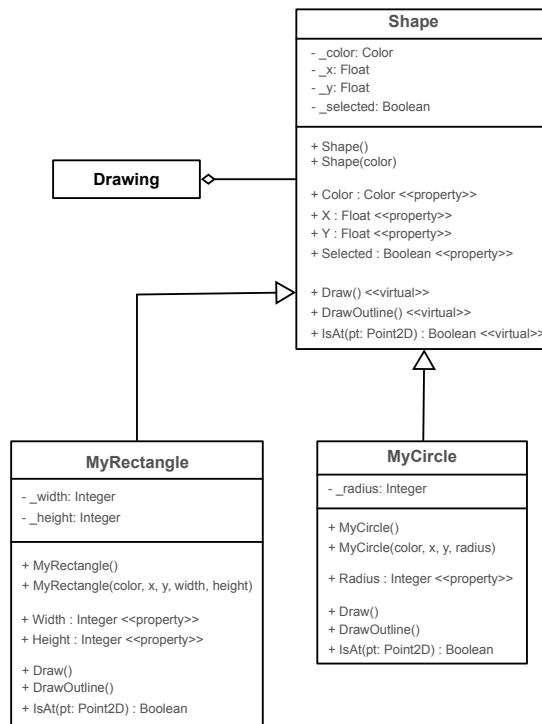 Shape
- _color: Color
- _x: Float
- _y: Float
- _selected: Boolean
+ Shape()
+ Shape(color)
+ Color : Color <<property>>
+ X : Float <<property>>
+ Y : Float <<property>>
+ Selected : Boolean <<property>>
+ Draw() <<virtual>>
+ DrawOutline() <<virtual>>
+ IsAt(pt: Point2D) : Boolean <<virtual>>
Drawing
MyRectangle
- _width: Integer
- _height: Integer
+ MyRectangle()
+ MyRectangle(color, x, y, width, height)
+ Width : Integer <<property>>
+ Height : Integer <<property>>
+ Draw()
+ DrawOutline()
+ IsAt(pt: Point2D) : Boolean
MyCircle
- _radius: Integer
+ MyCircle()
+ MyCircle(color, x, y, radius)
+ Radius : Integer <<property>>
+ Draw()
+ DrawOutline()
+ IsAt(pt: Point2D) : Boolean